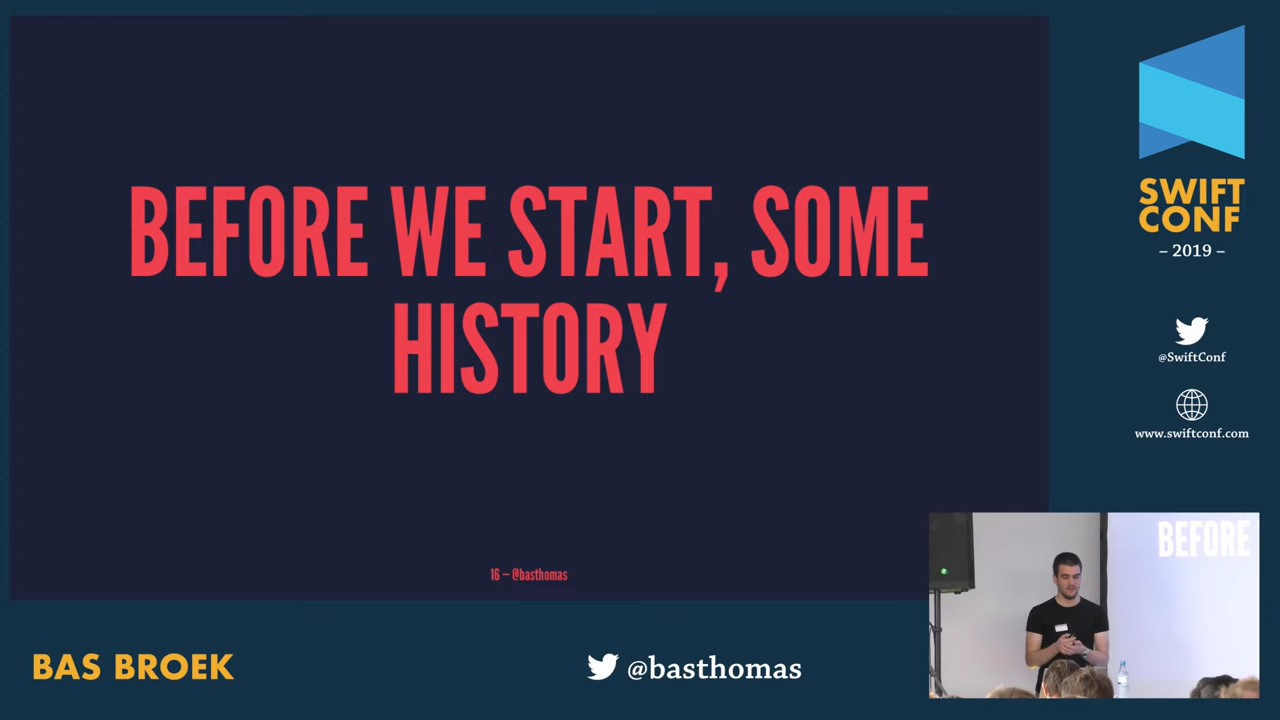 BEFORE WE START, SOME
HISTORY
16 – @basthomas
SWIFT
CONF
– 2019 –
@SwiftConf
www.swiftconf.com
BEFORE
BAS BROEK
@basthomas